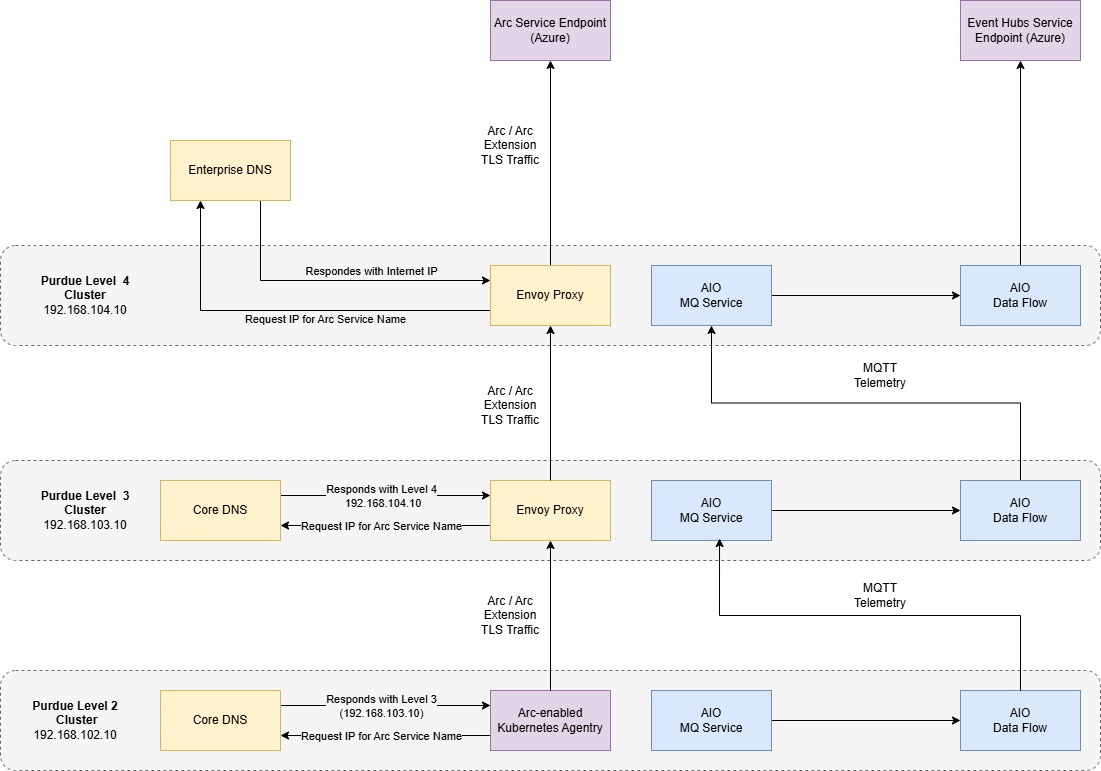 Arc Service Endpoint
(Azure)
Event Hubs Service
Endpoint (Azure)
Arc / Arc
Extension
TLS Traffic
Enterprise DNS
Purdue Level  4
Cluster
192.168.104.10
Respondes with Internet IP
Request IP for Arc Service Name
Envoy Proxy
AIO
MQ Service
AIO
Data Flow
Arc / Arc
Extension
TLS Traffic
MQTT
Telemetry
Purdue Level  3
Cluster
192.168.103.10
Core DNS
Responds with Level 4
192.168.104.10
Request IP for Arc Service Name
Envoy Proxy
AIO
MQ Service
AIO
Data Flow
Arc / Arc
Extension
TLS Traffic
MQTT
Telemetry
Purdue Level 2
Cluster
192.168.102.10
Core DNS
Responds with Level 3
(192.168.103.10)
Request IP for Arc Service Name
Arc-enabled
Kubernetes Agentry
AIO
MQ Service
AIO
Data Flow